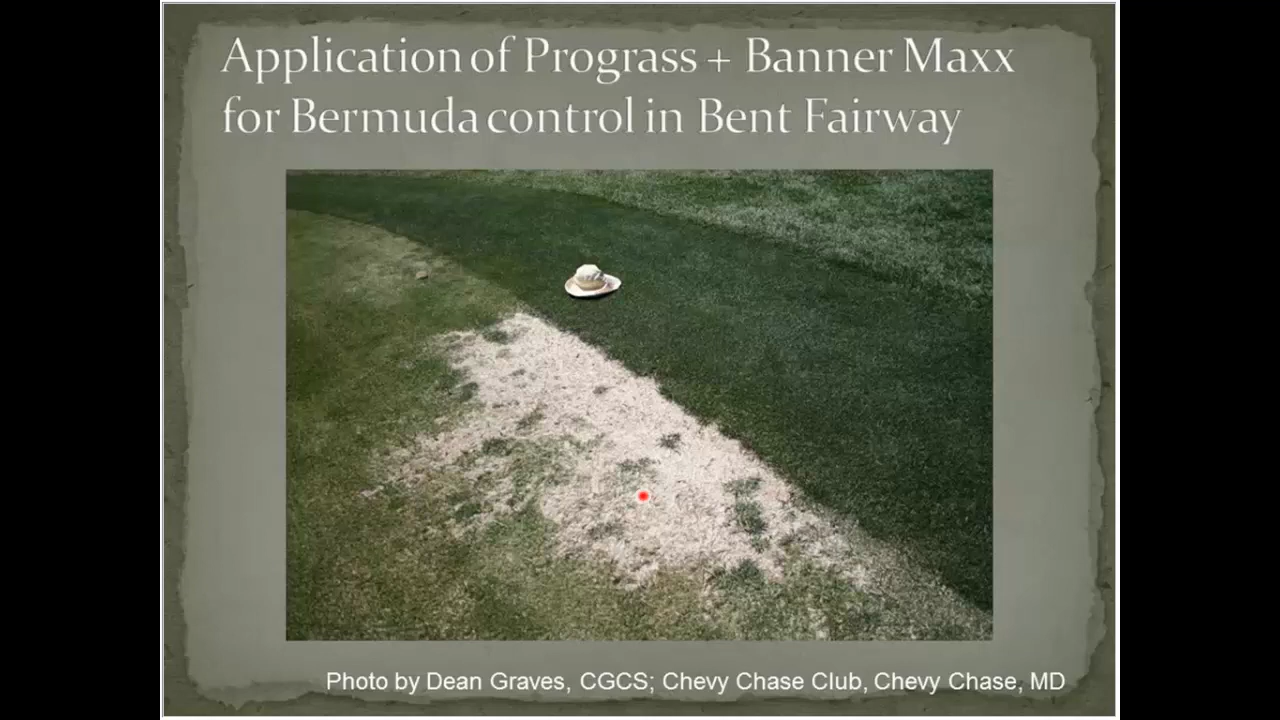 Application of Prograss + Banner Maxx
for Bermuda control in Bent Fairway
Photo by Dean Graves, CGCS; Chevy Chase Club, Chevy Chase, MD